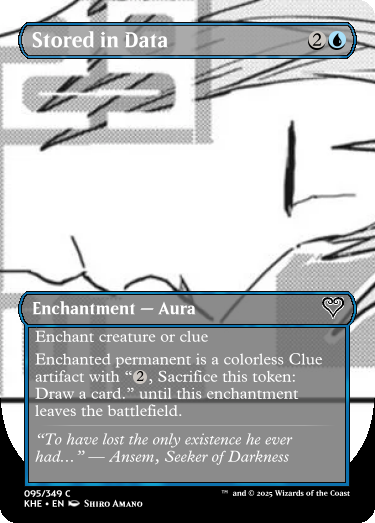 Stored in Data 2
Enchantment — Aura
Enchant creature or clue
Enchanted permanent is a colorless Clue
artifact with “2, Sacrifice this token:
Draw a card.” until this enchantment
leaves the battlefield.
“To have lost the only existence he ever
had…” — Ansem, Seeker of Darkness
095/349 C ™ and © 2025 Wizards of the Coast
KHE • EN Shiro Amano